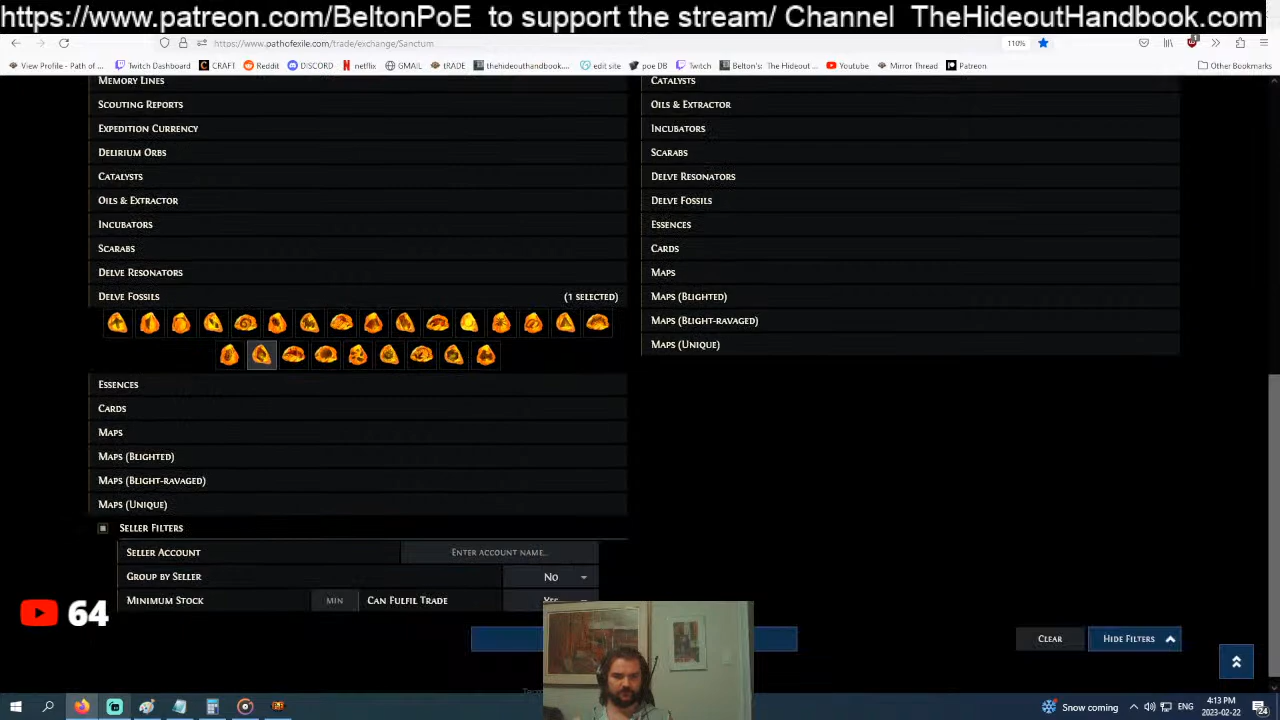 https://www.patreon.com/BeltonPoE to support the stream/ Channel TheHideoutHandbook.com
https://www.pathofexile.com/trade/exchange/Sanctum
110%
View Profile - Path of ...
Twitch Dashboard
CRAFT
Reddit
DISCORD
netflix
GMAIL
tRADE
thehideouthandbook....
edit site
poe DB
Twitch
Belton's: The Hideout ...
Youtube
Mirror Thread
Patreon
Other Bookmarks
Memory Lines
Scouting Reports
Expedition Currency
Delirium Orbs
Catalysts
Oils & Extractor
Incubators
Scarabs
Delve Resonators
Delve Fossils (1 selected)
Essences
Cards
Maps
Maps (Blighted)
Maps (Blight-ravaged)
Maps (Unique)
Seller Filters
Seller Account Enter account name...
Group by Seller No
Minimum Stock min Can Fulfil Trade Yes
Catalysts
Oils & Extractor
Incubators
Scarabs
Delve Resonators
Delve Fossils
Essences
Cards
Maps
Maps (Blighted)
Maps (Blight-ravaged)
Maps (Unique)
64
Clear
Hide Filters
Snow coming
ENG
4:13 PM
2023-02-22
24